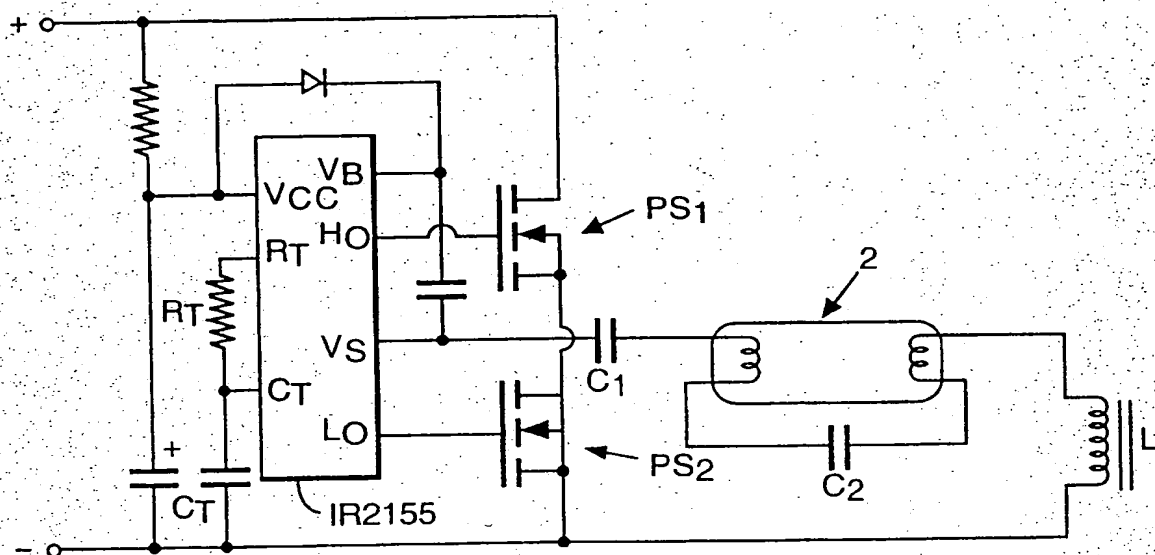 +
VB
VCC
HO
PS1
RT
2
RT
VS
C1
CT
LO
L
+
PS2
C2
CT
IR2155
-